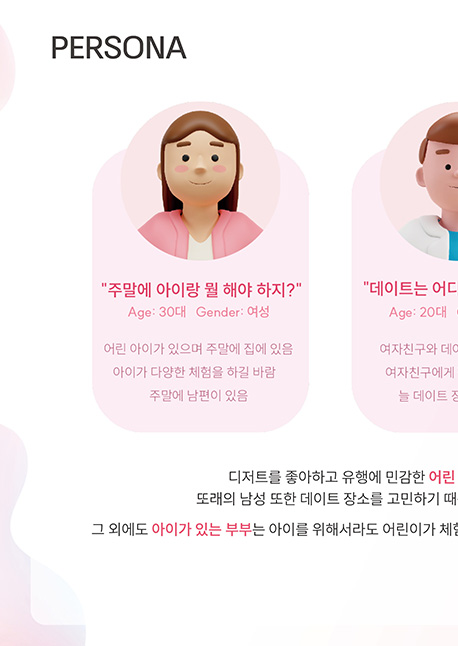 PERSONA
"주말에 아이랑 뭘 해야 하지?"
Age: 30대 Gender: 여성
어린 아이가 있으며 주말에 집에 있음
아이가 다양한 체험을 하길 바람
주말에 남편이 있음
"데이트는 어디
Age: 20대
여자친구와 데이
여자친구에게
늘 데이트 장
디저트를 좋아하고 유행에 민감한 어린
또래의 남성 또한 데이트 장소를 고민하기 때
그 외에도 아이가 있는 부부는 아이를 위해서라도 어린이가 체험